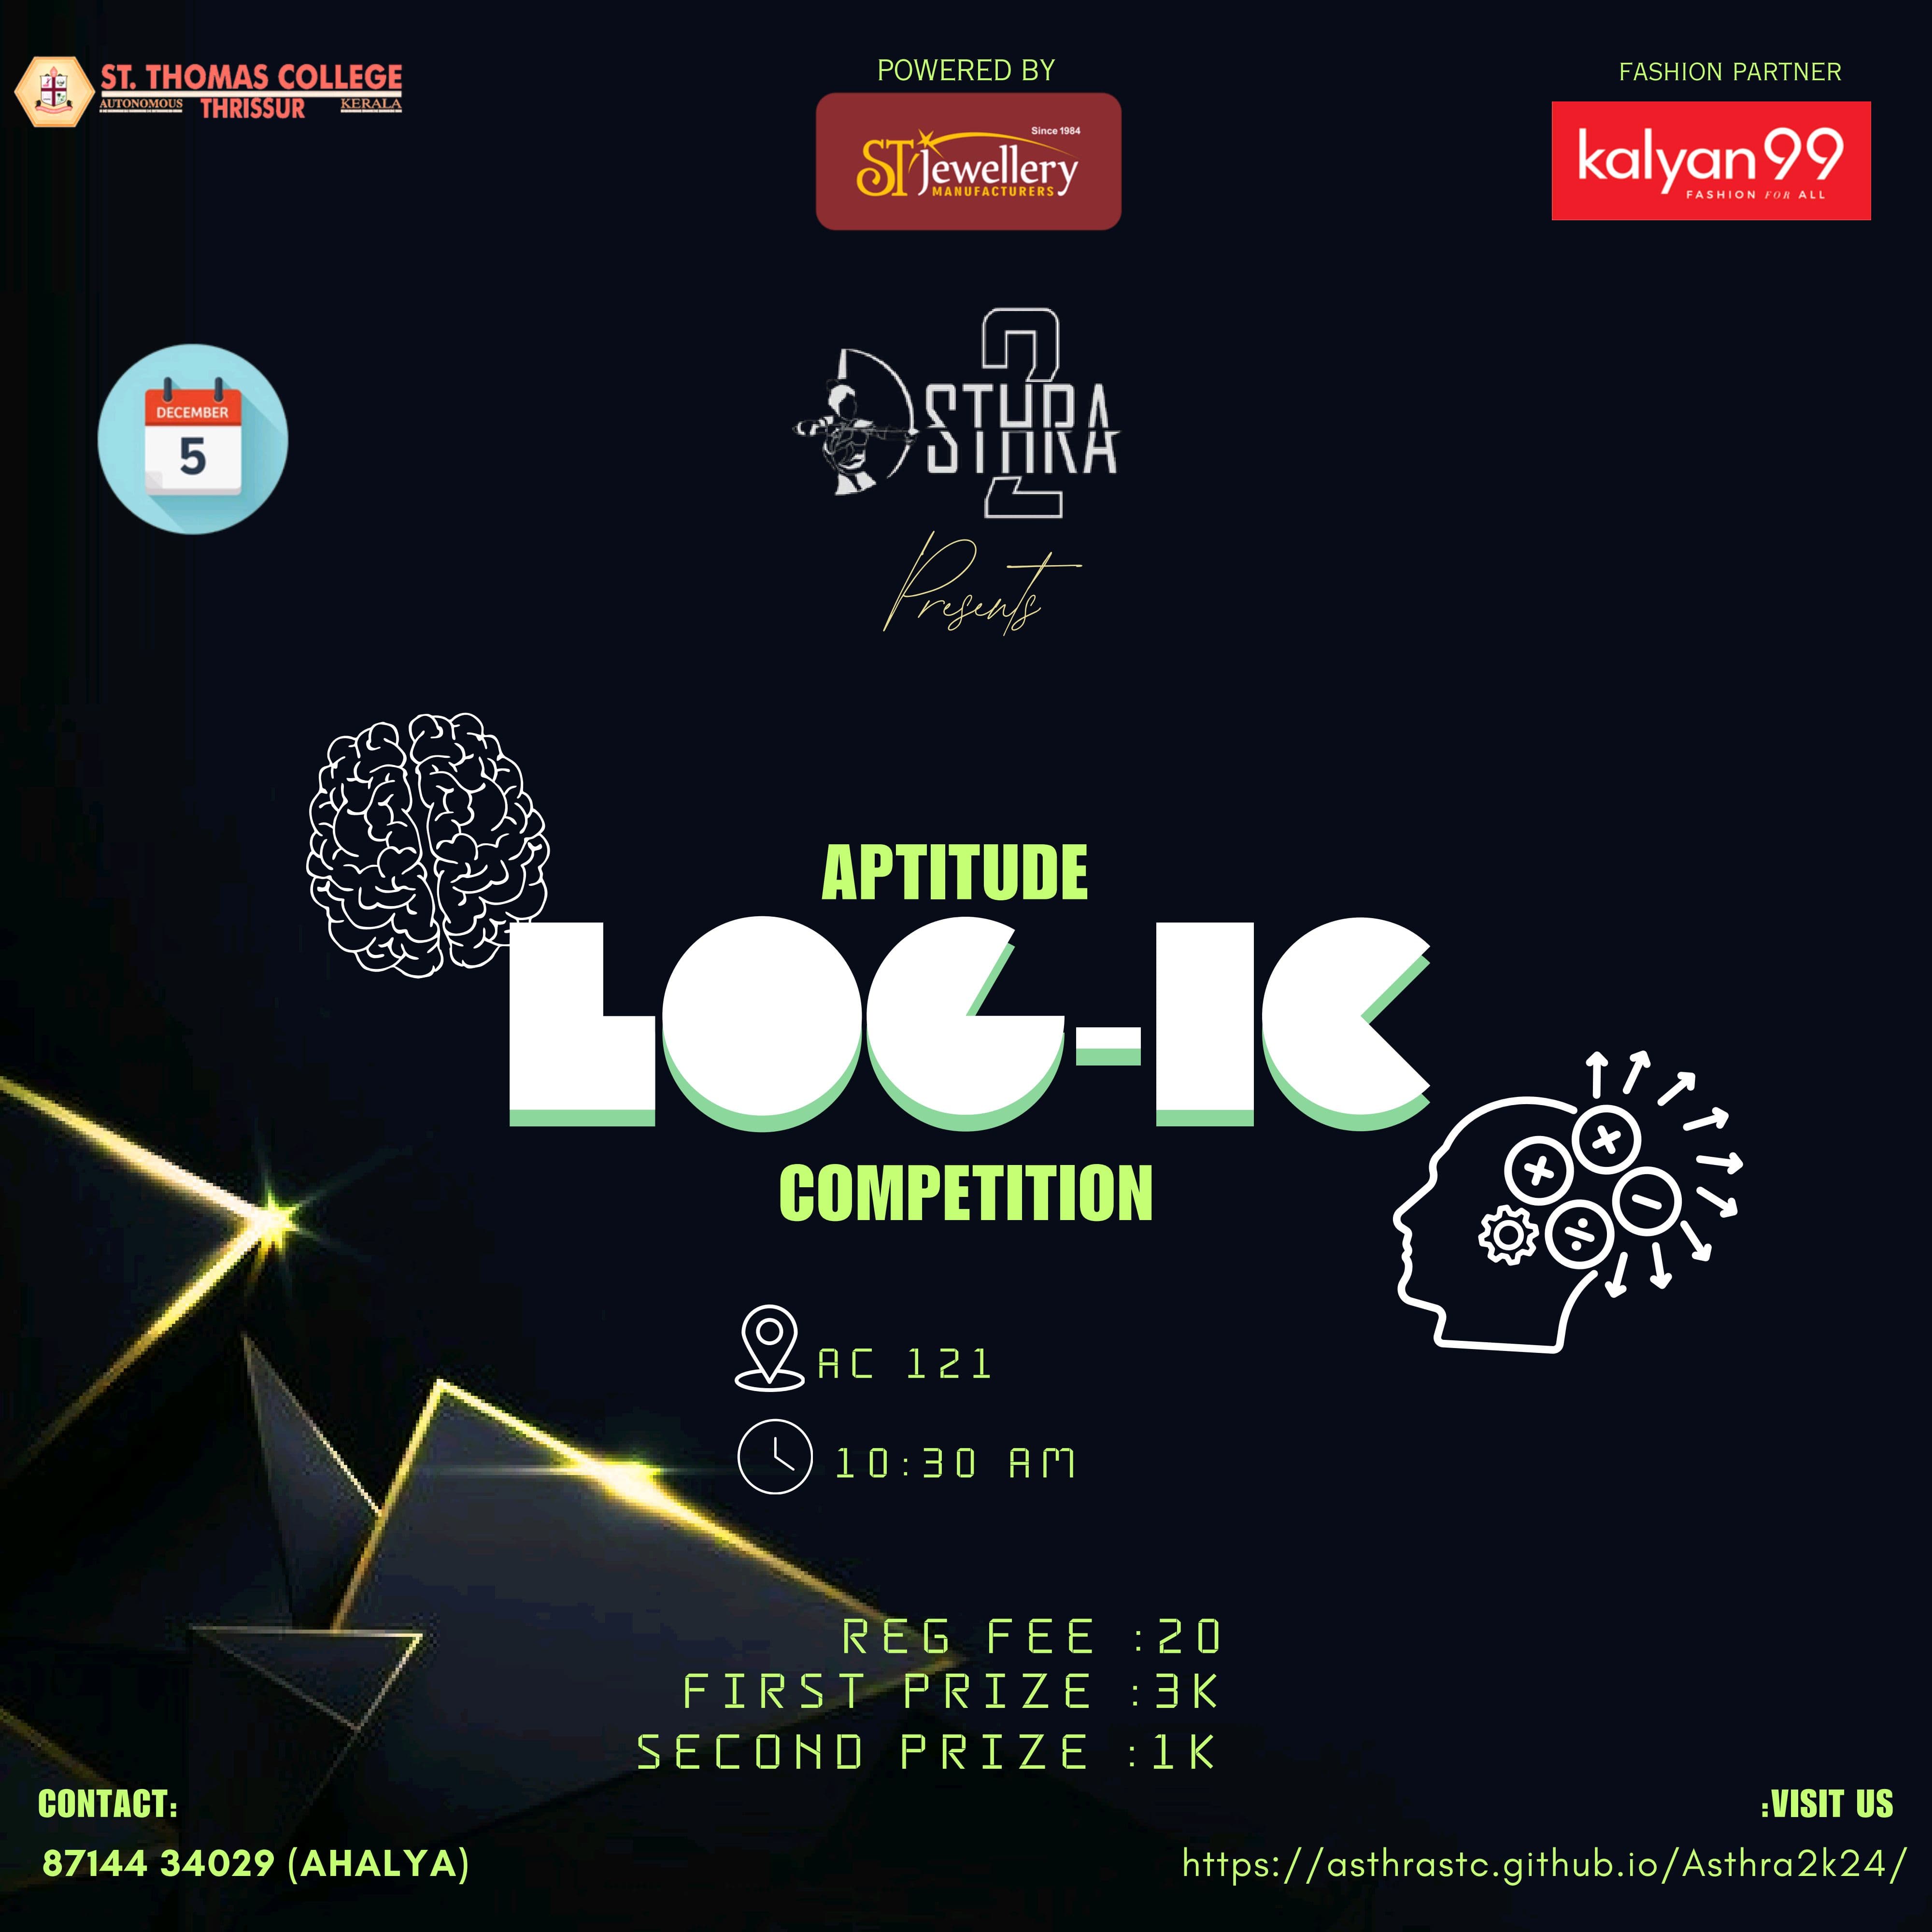 ST. THOMAS COLLEGE
AUTONOMOUS THRISSUR KERALA
POWERED BY
Since 1984
ST Jewellery
MANUFACTURERS
FASHION PARTNER
kalyan99
FASHION FOR ALL
DECEMBER
5
2
STHRA
Presents
APTITUDE
LOG-IC
COMPETITION
AC 121
10:30 AM
REG FEE :20
FIRST PRIZE :3K
SECOND PRIZE :1K
CONTACT:
87144 34029 (AHALYA)
:VISIT US
https://asthrastc.github.io/Asthra2k24/